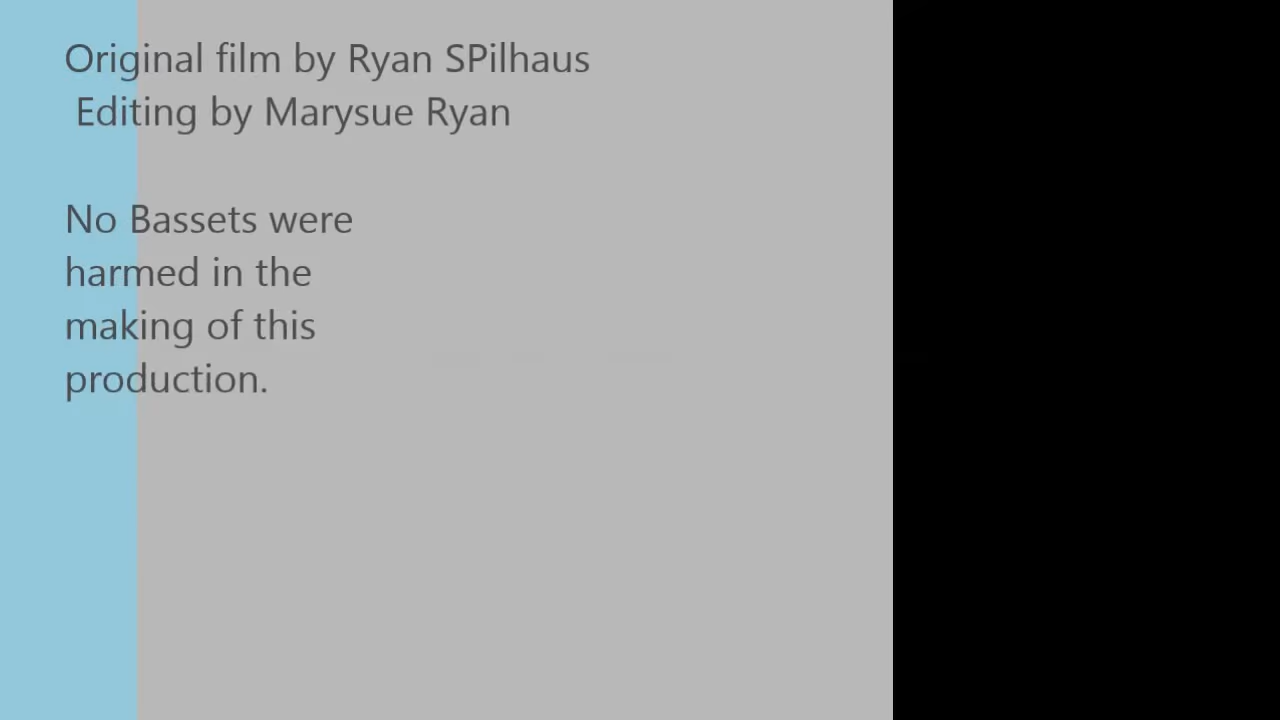 Original film by Ryan SPilhaus
Editing by Marysue Ryan
No Bassets were
harmed in the
making of this
production.